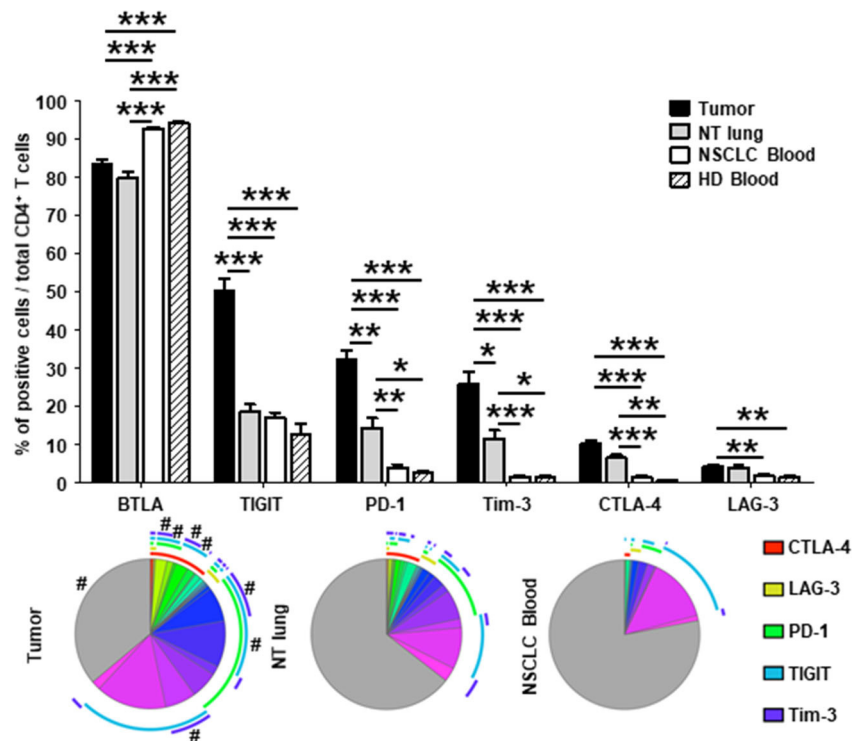 *** *** *** ***
100
90
80
70
60
50
40
30
20
10
0
% of positive cells / total CD4⁺ T cells
Tumor
NT lung
NSCLC Blood
HD Blood
*** *** ***
*** *** ** * **
*** *** * * ***
*** *** ** ***
** **
BTLA TIGIT PD-1 Tim-3 CTLA-4 LAG-3
Tumor
# # # # # # # #
NT lung
NSCLC Blood
CTLA-4
LAG-3
PD-1
TIGIT
Tim-3